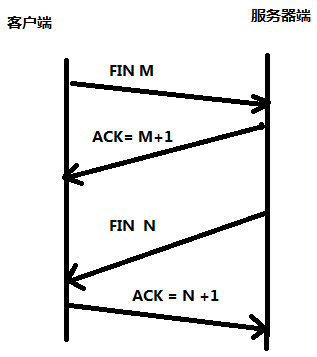 客户端
服务器端
FIN M
ACK= M+1
FIN N
ACK = N +1